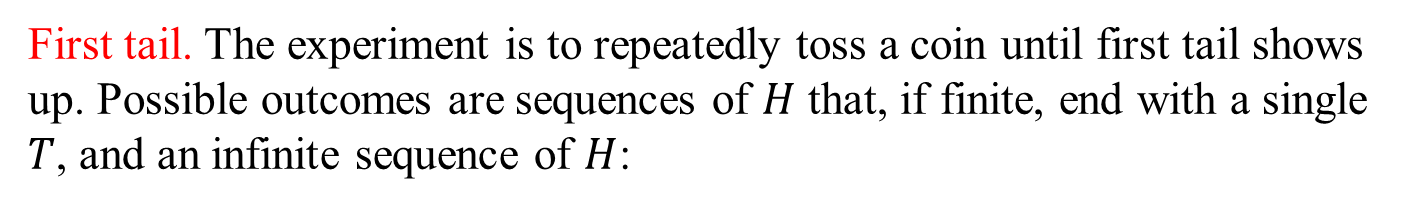 First tail. The experiment is to repeatedly toss a coin until first tail shows
up. Possible outcomes are sequences of H that, if finite, end with a single
T, and an infinite sequence of H: